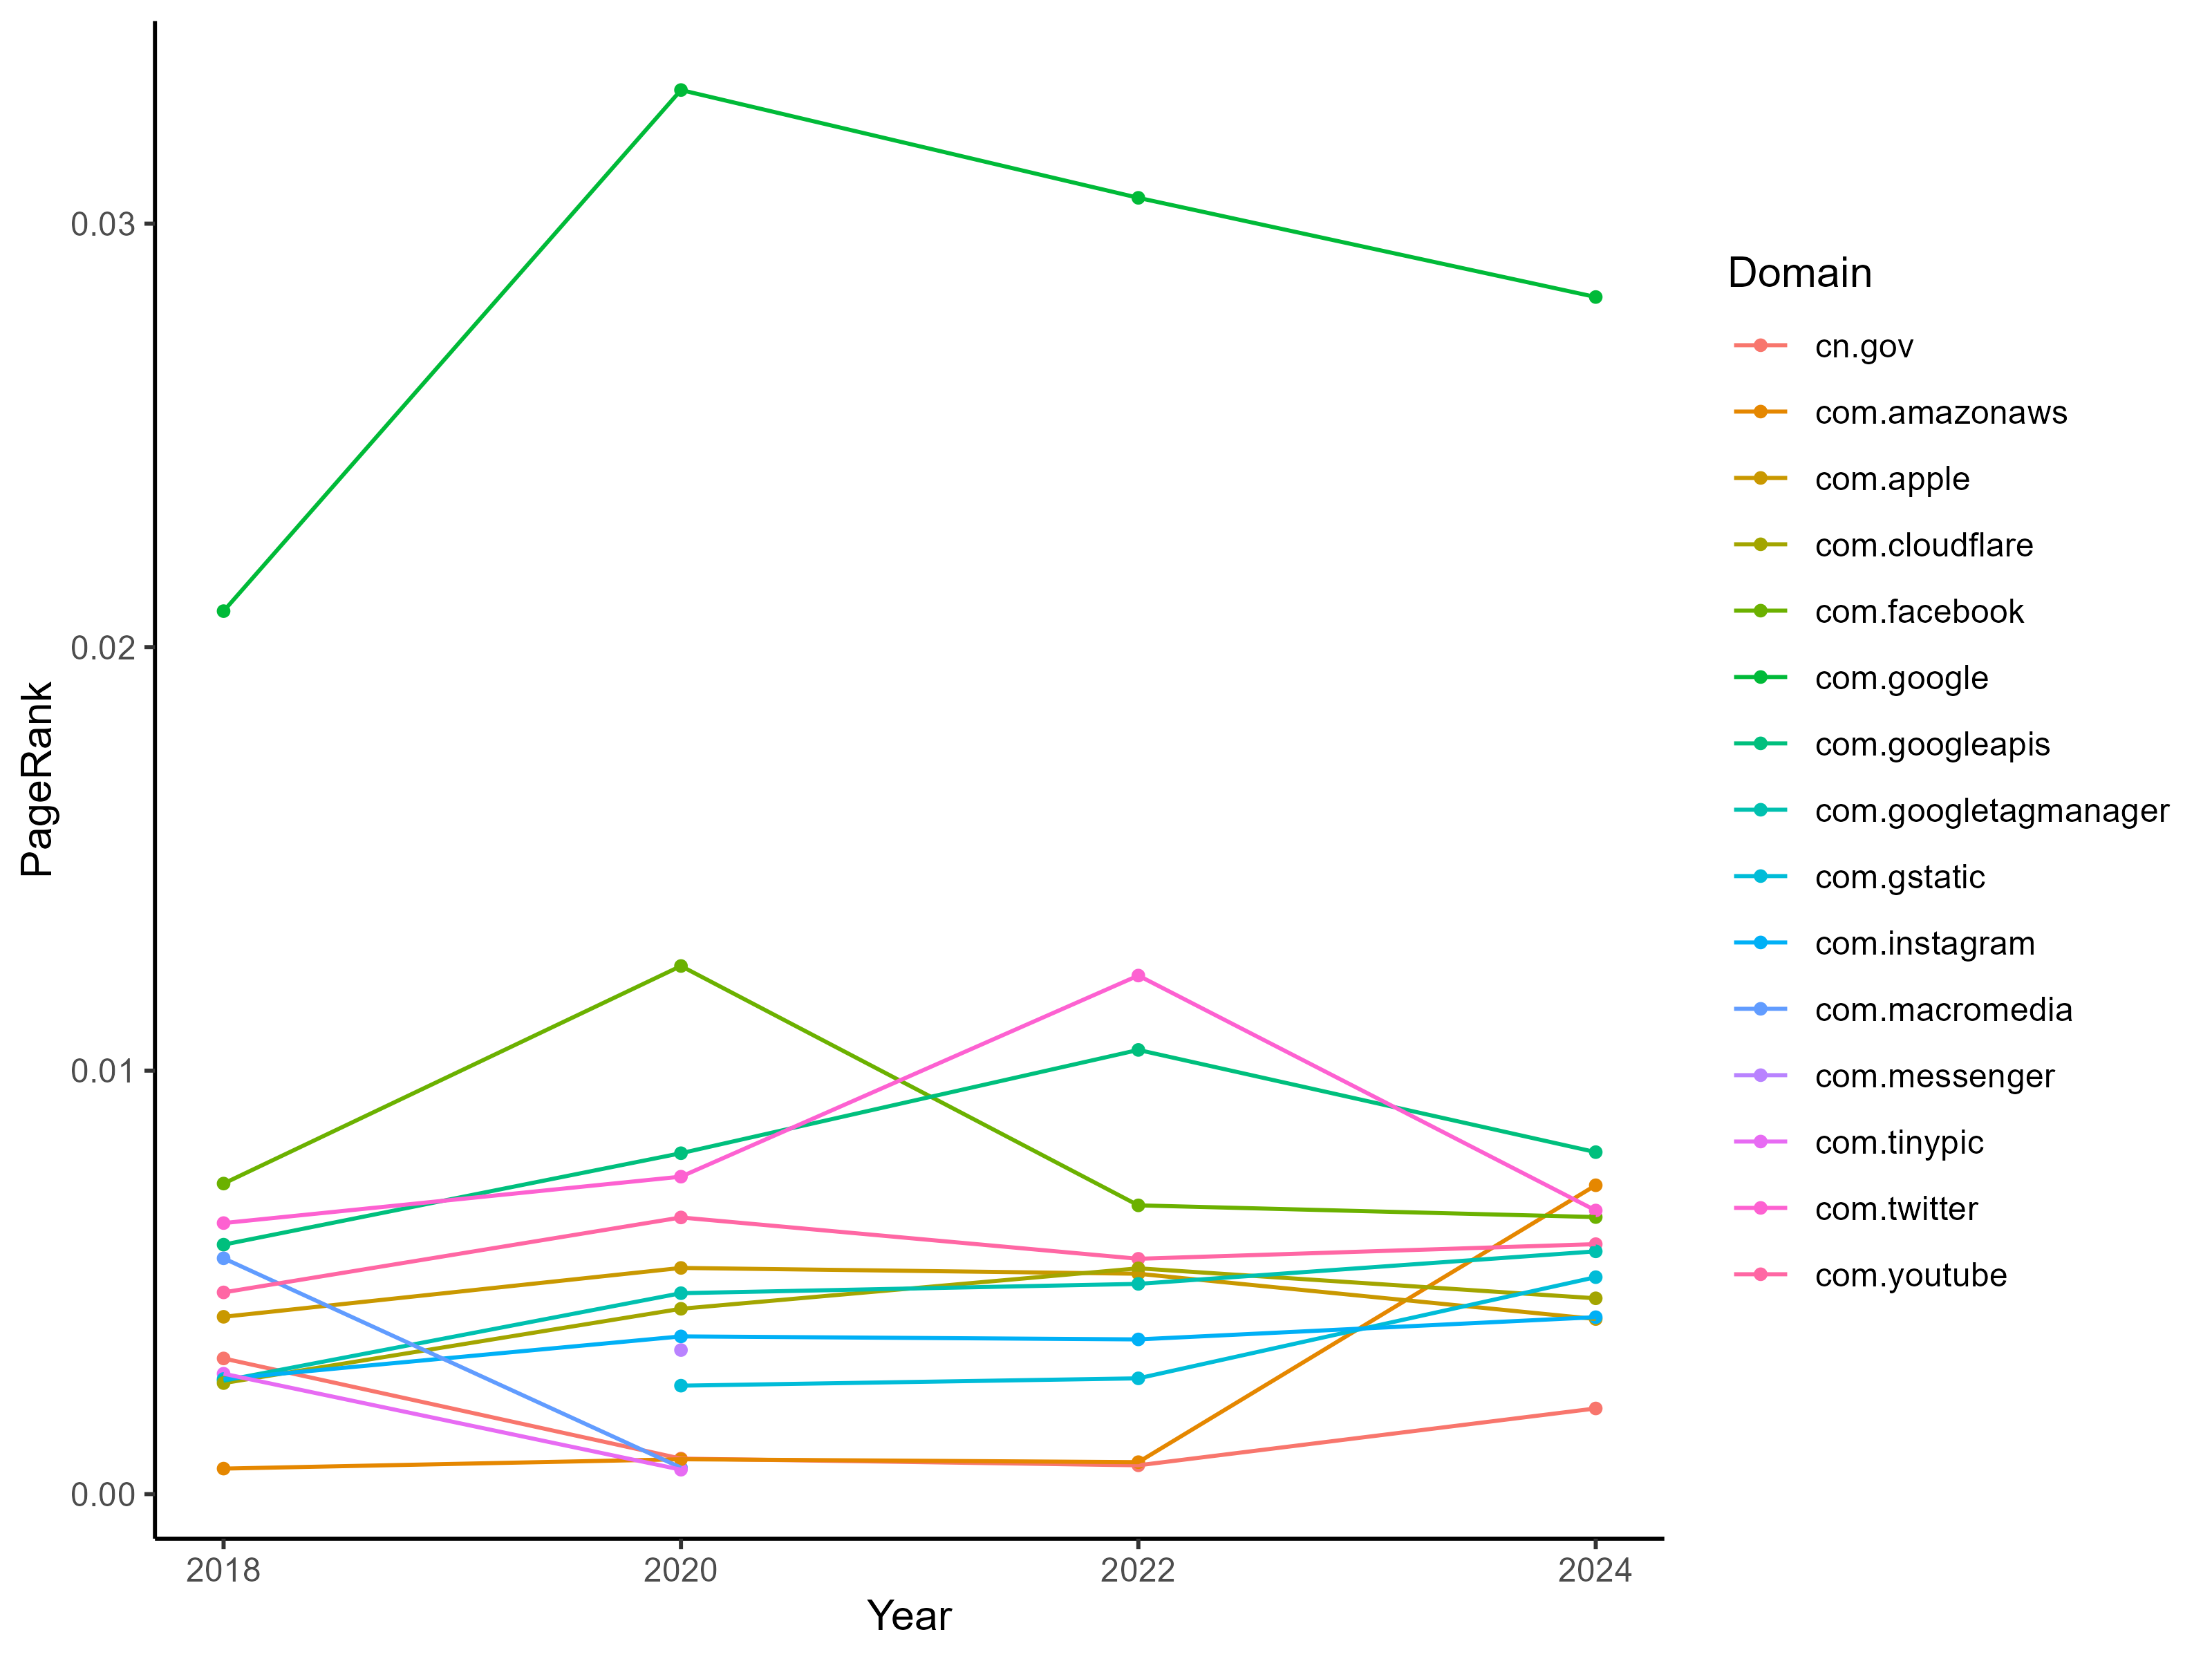 PageRank
0.03
0.02
0.01
0.00
2018
2020
2022
2024
Year
Domain
cn.gov
com.amazonaws
com.apple
com.cloudflare
com.facebook
com.google
com.googleapis
com.googletagmanager
com.gstatic
com.instagram
com.macromedia
com.messenger
com.tinypic
com.twitter
com.youtube